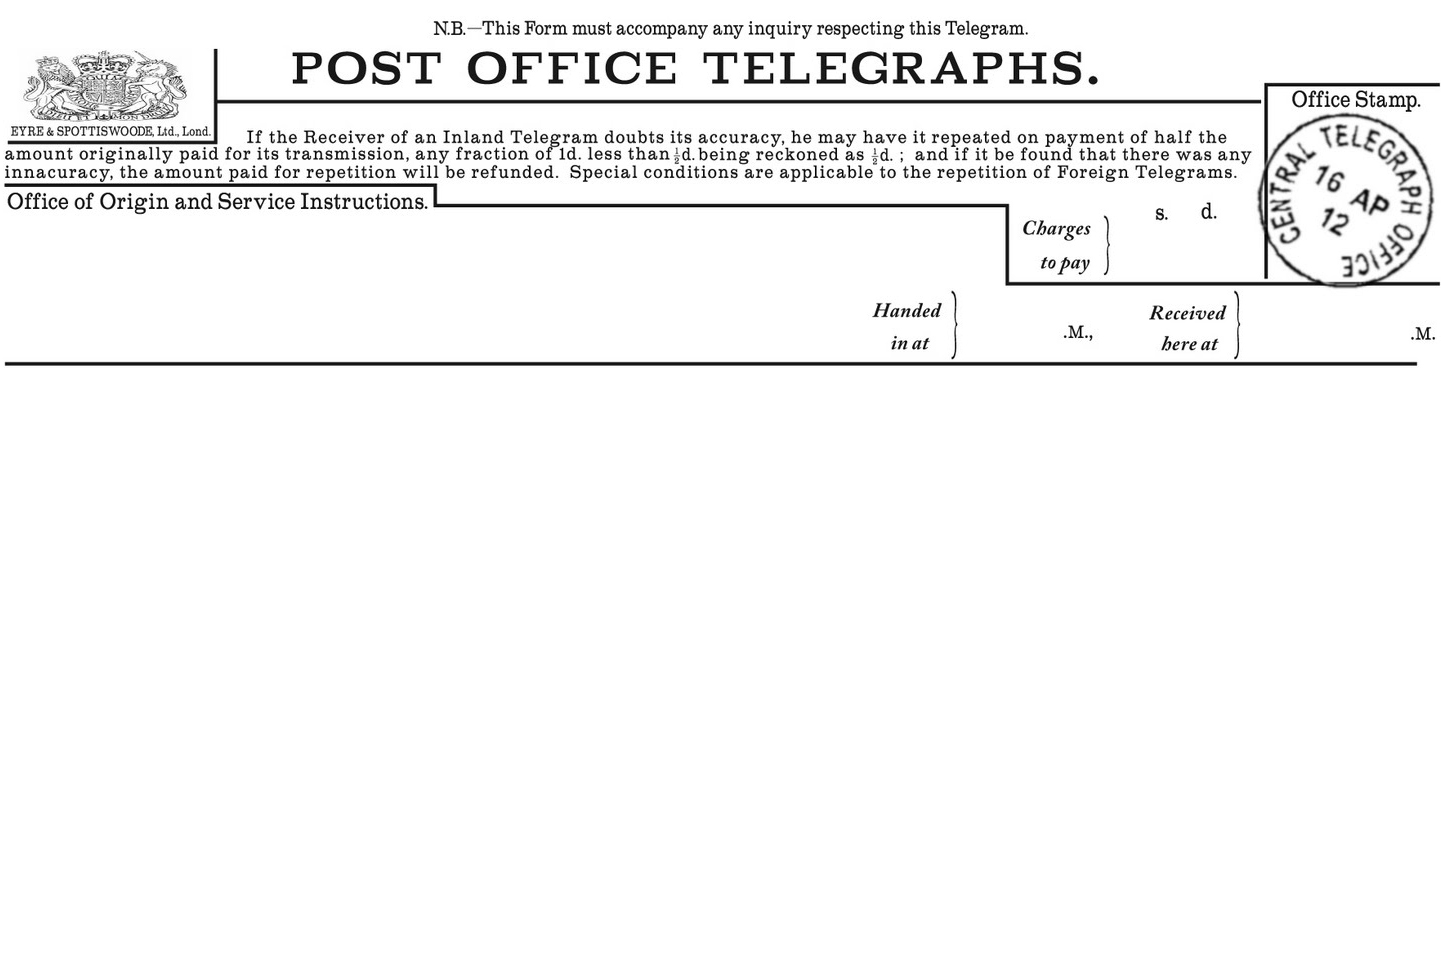 N.B.—This Form must accompany any inquiry respecting this Telegram.
POST OFFICE TELEGRAPHS.
EYRE & SPOTTISWOODE, Ltd., Lond.
If the Receiver of an Inland Telegram doubts its accuracy, he may have it repeated on payment of half the
amount originally paid for its transmission, any fraction of 1d. less than ½d. being reckoned as ½d. ; and if it be found that there was any
innacuracy, the amount paid for repetition will be refunded. Special conditions are applicable to the repetition of Foreign Telegrams.
Office Stamp.
CENTRAL TELEGRAPH OFFICE
16 AP
12
Office of Origin and Service Instructions.
Charges
to pay
s. d.
Handed
in at
.M.,
Received
here at
.M.